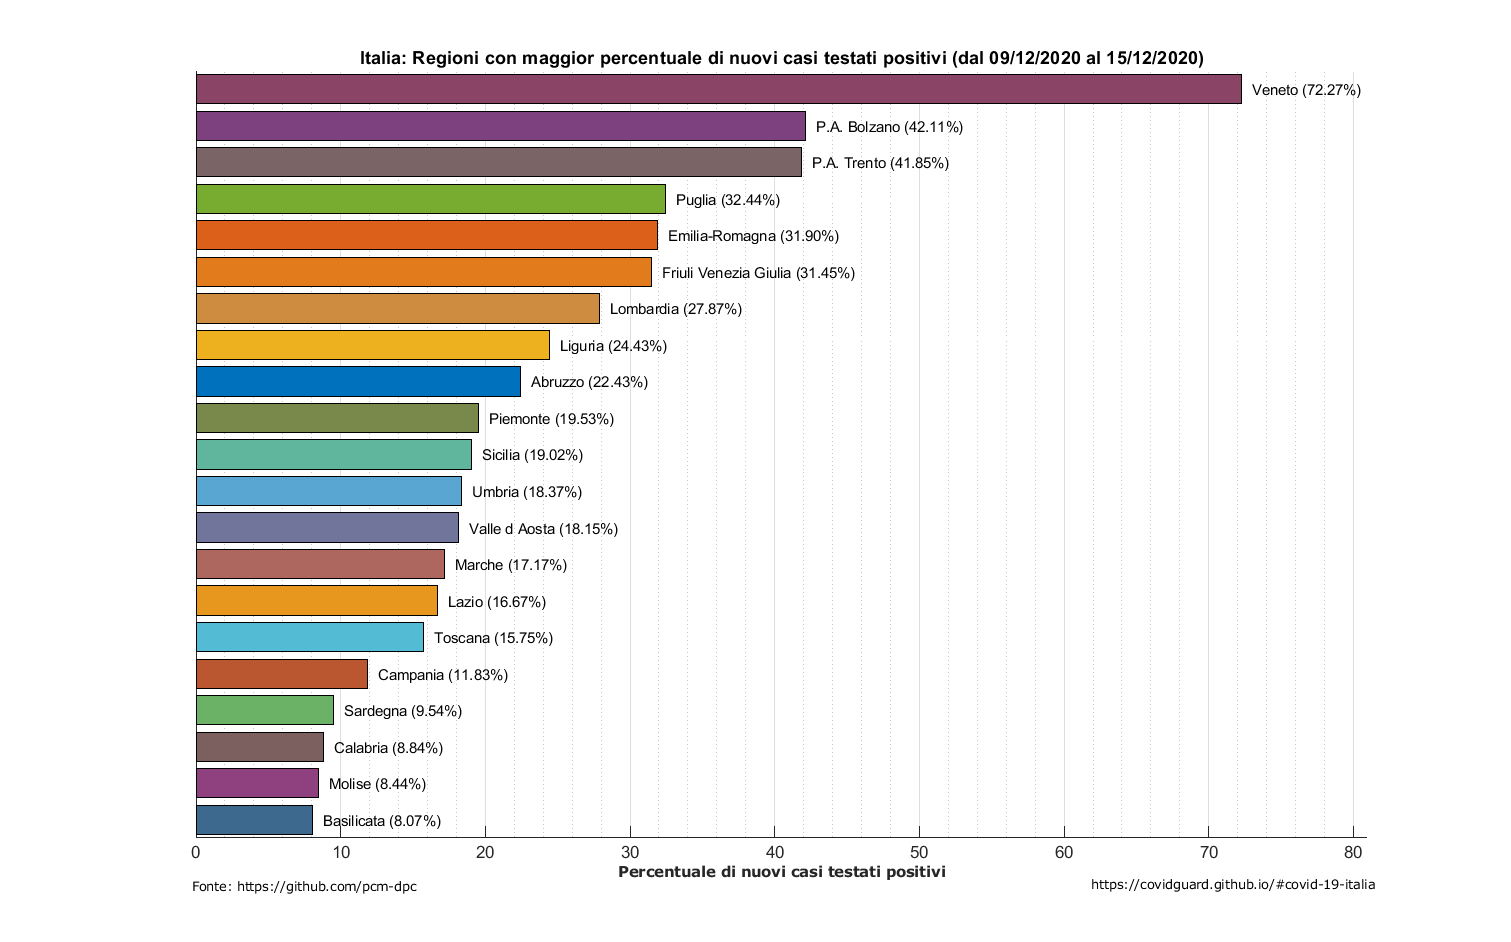 Italia: Regioni con maggior percentuale di nuovi casi testati positivi (dal 09/12/2020 al 15/12/2020)
Veneto (72.27%)
P.A. Bolzano (42.11%)
P.A. Trento (41.85%)
Puglia (32.44%)
Emilia-Romagna (31.90%)
Friuli Venezia Giulia (31.45%)
Lombardia (27.87%)
Liguria (24.43%)
Abruzzo (22.43%)
Piemonte (19.53%)
Sicilia (19.02%)
Umbria (18.37%)
Valle d Aosta (18.15%)
Marche (17.17%)
Lazio (16.67%)
Toscana (15.75%)
Campania (11.83%)
Sardegna (9.54%)
Calabria (8.84%)
Molise (8.44%)
Basilicata (8.07%)
0 10 20 30 40 50 60 70 80
Percentuale di nuovi casi testati positivi
Fonte: https://github.com/pcm-dpc
https://covidguard.github.io/#covid-19-italia